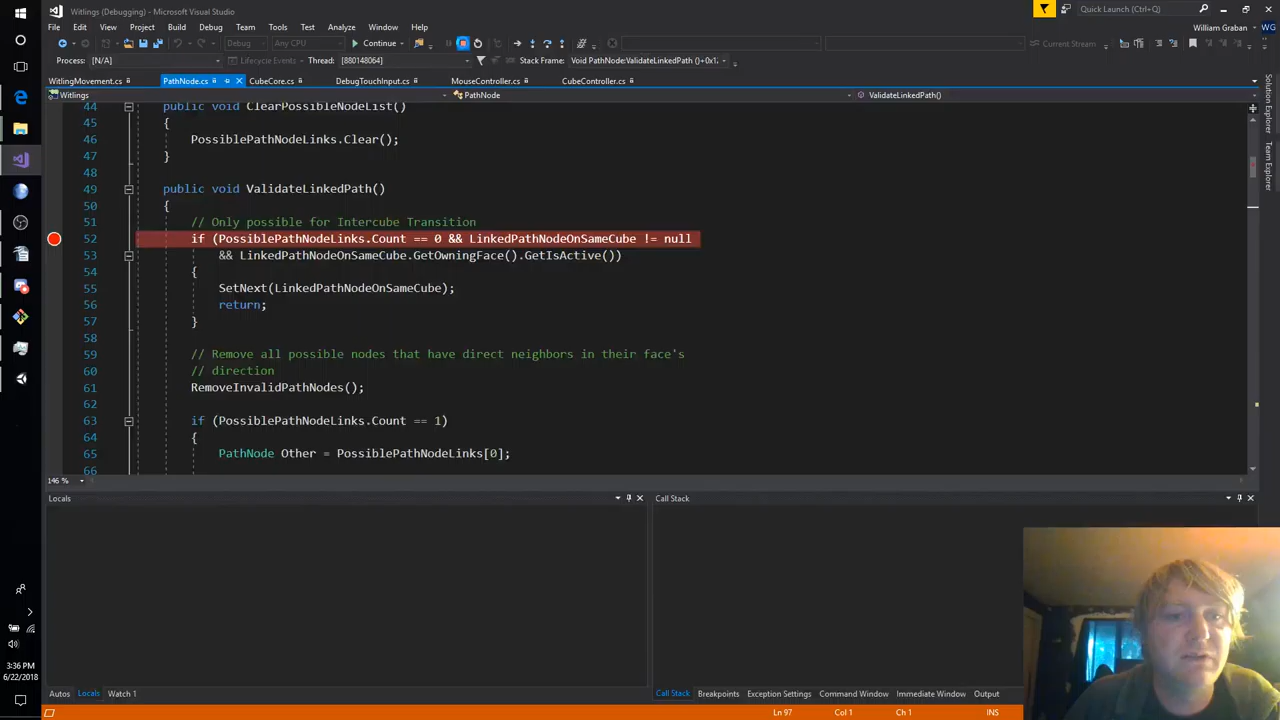 Witlings (Debugging) - Microsoft Visual Studio
Quick Launch (Ctrl+Q)
File Edit View Project Build Debug Team Tools Test Analyze Window Help
William Graban WG
Debug Any CPU Continue Current Stream
Process: [N/A] Lifecycle Events Thread: [880148064] Stack Frame: Void PathNode:ValidateLinkedPath ()+0x1
WitlingMovement.cs PathNode.cs CubeCore.cs DebugTouchInput.cs MouseController.cs CubeController.cs
Witlings PathNode ValidateLinkedPath()
Solution Explorer
Team Explorer
44 public void ClearPossibleNodeList()
45 {
46 PossiblePathNodeLinks.Clear();
47 }
48
49 public void ValidateLinkedPath()
50 {
51 // Only possible for Intercube Transition
52 if (PossiblePathNodeLinks.Count == 0 && LinkedPathNodeOnSameCube != null
53 && LinkedPathNodeOnSameCube.GetOwningFace().GetIsActive())
54 {
55 SetNext(LinkedPathNodeOnSameCube);
56 return;
57 }
58
59 // Remove all possible nodes that have direct neighbors in their face's
60 // direction
61 RemoveInvalidPathNodes();
62
63 if (PossiblePathNodeLinks.Count == 1)
64 {
65 PathNode Other = PossiblePathNodeLinks[0];
66
146 %
Locals
Call Stack
3:36 PM
6/22/2018
Autos Locals Watch 1
Call Stack Breakpoints Exception Settings Command Window Immediate Window Output
Ln 97 Col 1 Ch 1 INS